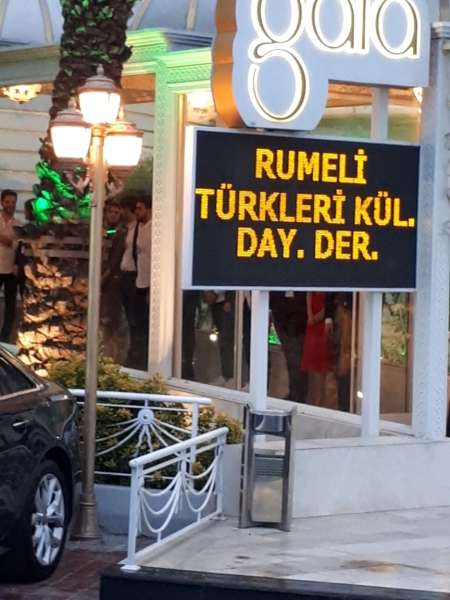 gala
RUMELİ
TÜRKLERİ KÜL.
DAY. DER.